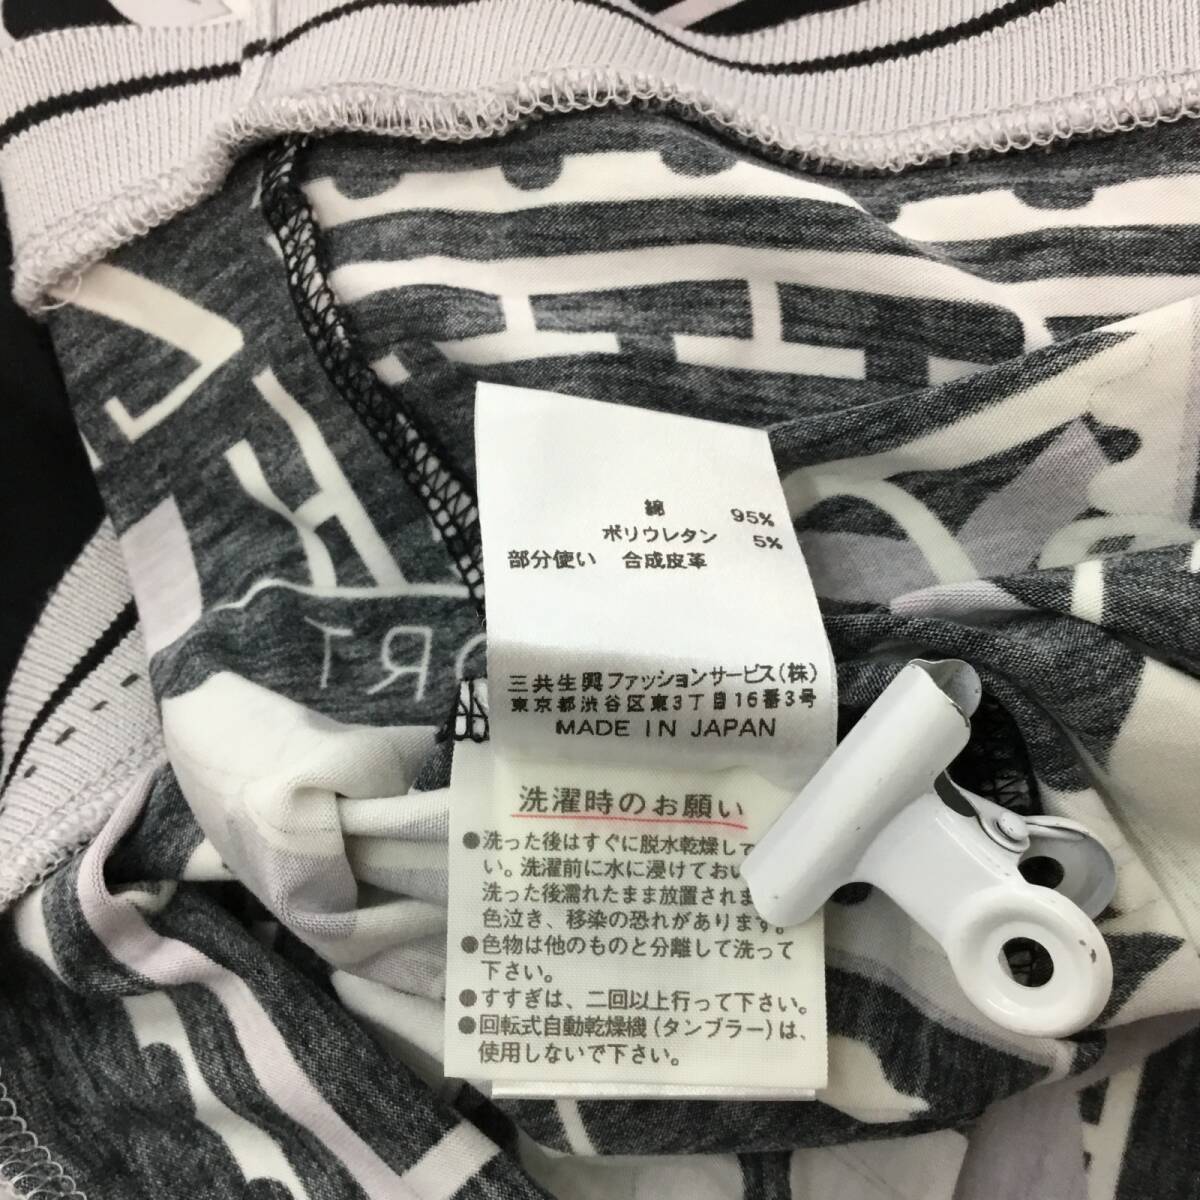 綿 95%
ポリウレタン 5%
部分使い 合成皮革
三共生興ファッションサービス(株)
東京都渋谷区東3丁目16番3号
MADE IN JAPAN
洗濯時のお願い
●洗った後はすぐに脱水乾燥して
い。洗濯前に水に浸けておい
洗った後濡れたまま放置されま
色泣き、移染の恐れがあります。
●色物は他のものと分離して洗って
下さい。
●すすぎは、二回以上行って下さい。
●回転式自動乾燥機(タンブラー)は、
使用しないで下さい。